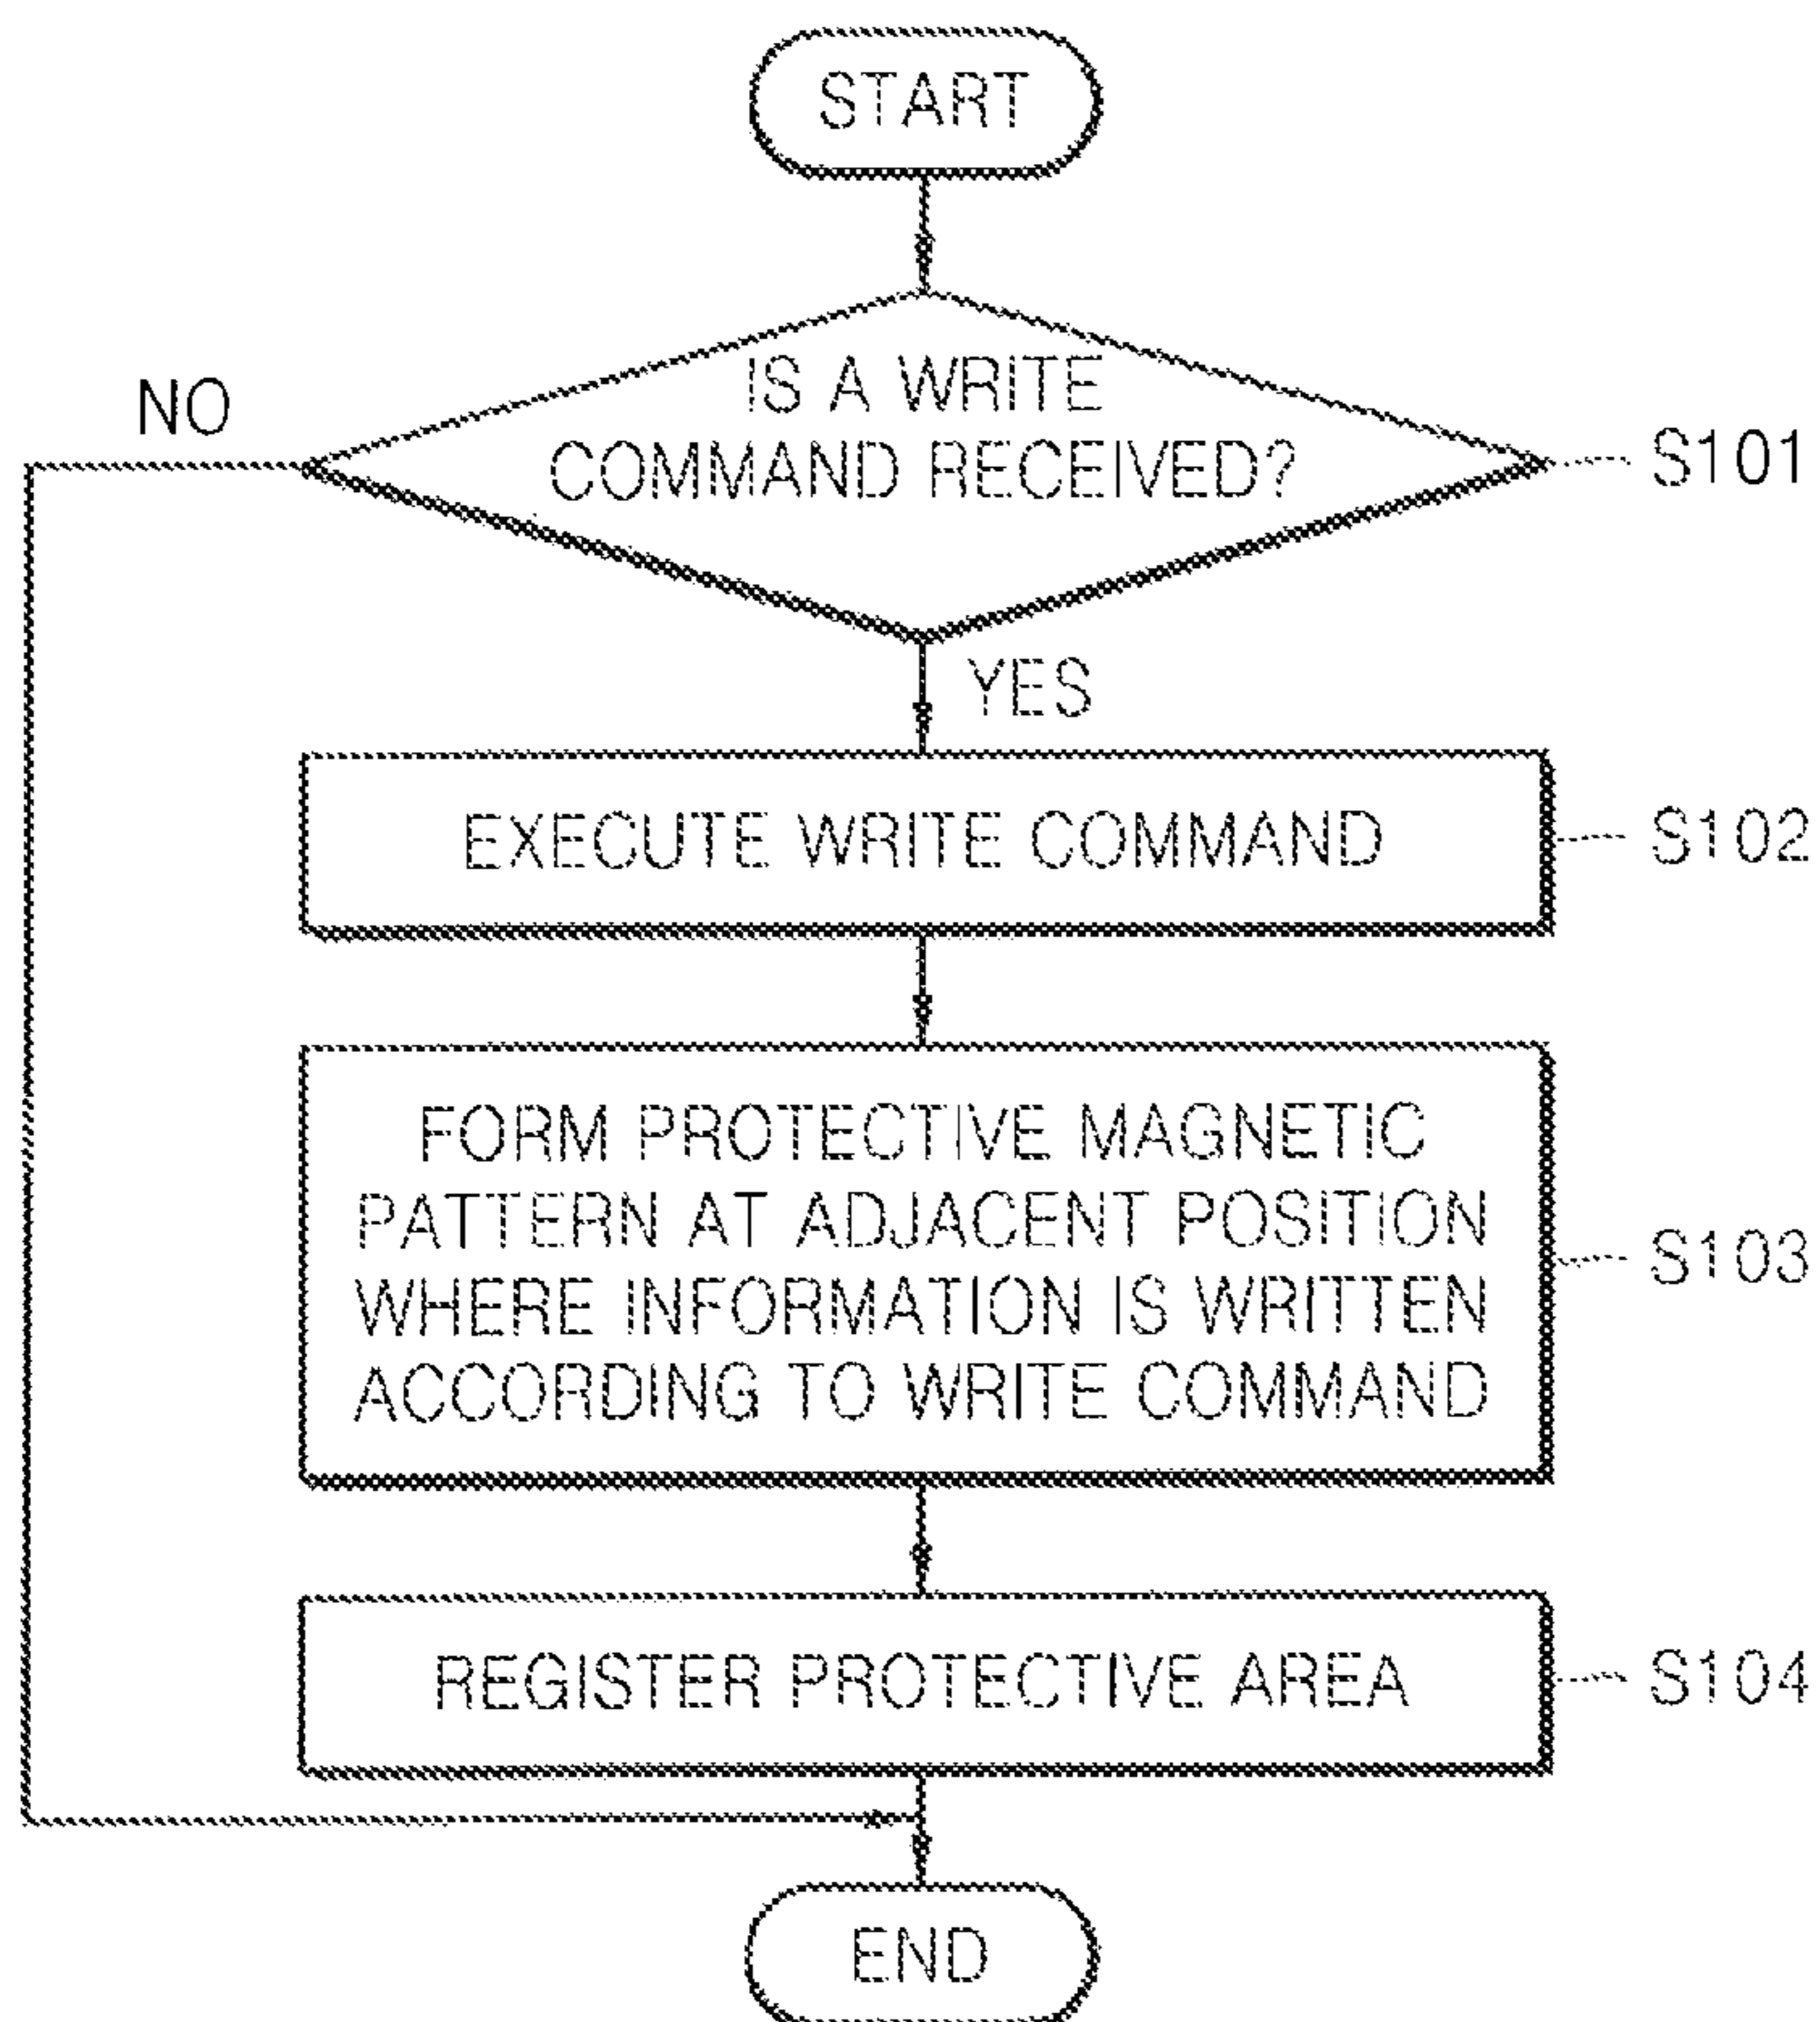 START
IS A WRITE
COMMAND RECEIVED?
NO
S101
YES
EXECUTE WRITE COMMAND
S102
FORM PROTECTIVE MAGNETIC
PATTERN AT ADJACENT POSITION
WHERE INFORMATION IS WRITTEN
ACCORDING TO WRITE COMMAND
S103
REGISTER PROTECTIVE AREA
S104
END